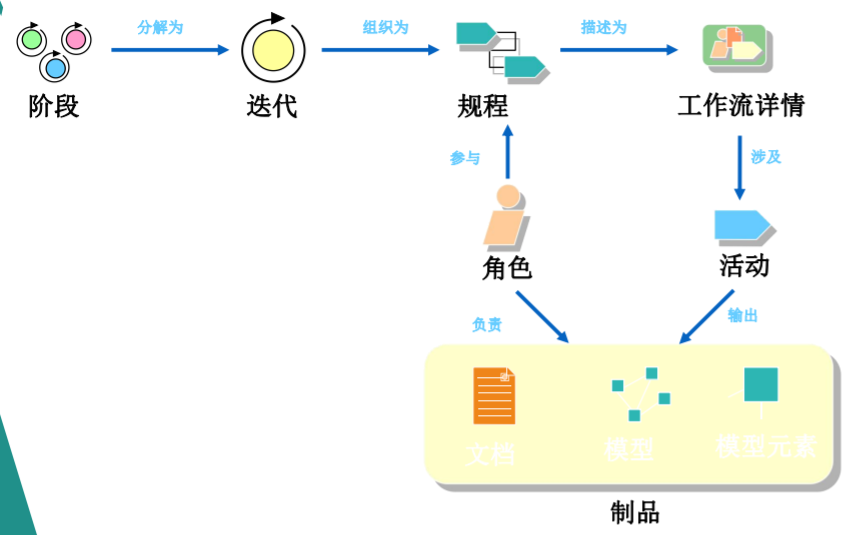 分解为
组织为
描述为
阶段
迭代
规程
工作流详情
参与
涉及
角色
活动
负责
输出
文档
模型
模型元素
制品